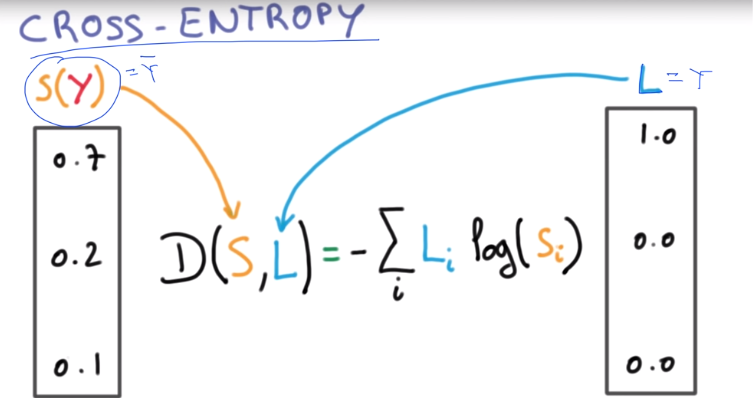 CROSS - ENTROPY
S(Y) = Ȳ
L = Y
0.7
0.2
0.1
D(S, L) = - ∑ᵢ Lᵢ log(Sᵢ)
1.0
0.0
0.0